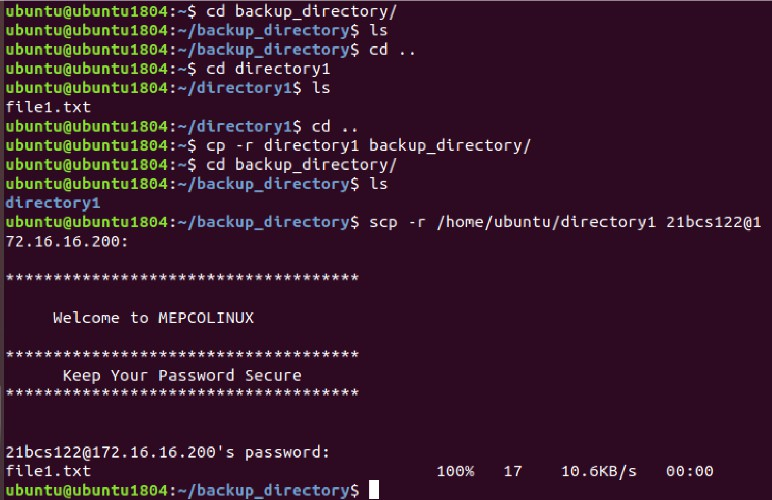 ubuntu@ubuntu1804:~$ cd backup_directory/
ubuntu@ubuntu1804:~/backup_directory$ ls
ubuntu@ubuntu1804:~/backup_directory$ cd ..
ubuntu@ubuntu1804:~$ cd directory1
ubuntu@ubuntu1804:~/directory1$ ls
file1.txt
ubuntu@ubuntu1804:~/directory1$ cd ..
ubuntu@ubuntu1804:~$ cp -r directory1 backup_directory/
ubuntu@ubuntu1804:~$ cd backup_directory/
ubuntu@ubuntu1804:~/backup_directory$ ls
directory1
ubuntu@ubuntu1804:~/backup_directory$ scp -r /home/ubuntu/directory1 21bcs122@1
72.16.16.200:
*************************************
Welcome to MEPCOLINUX
*************************************
Keep Your Password Secure
*************************************
21bcs122@172.16.16.200's password:
file1.txt 100% 17 10.6KB/s 00:00
ubuntu@ubuntu1804:~/backup_directory$